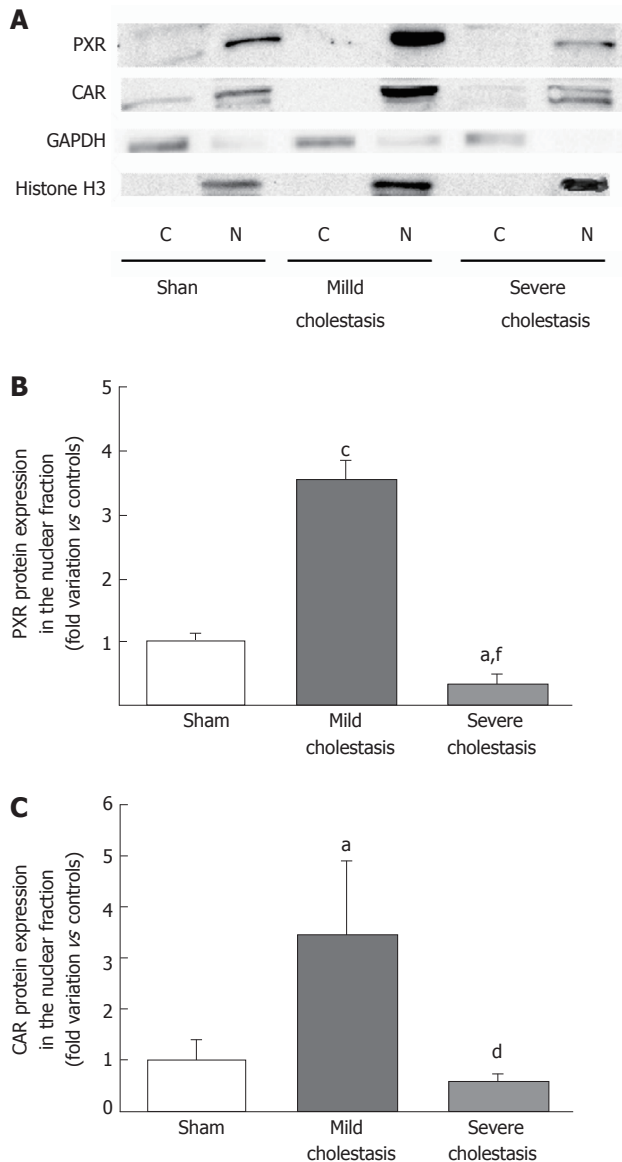 A
PXR
CAR
GAPDH
Histone H3
C N C N C N
Shan Milld cholestasis Severe cholestasis
B
PXR protein expression
in the nuclear fraction
(fold variation vs controls)
5
4
3
2
1
c
a,f
Sham Mild cholestasis Severe cholestasis
C
CAR protein expression
in the nuclear fraction
(fold variation vs controls)
6
5
4
3
2
1
0
a
d
Sham Mild cholestasis Severe cholestasis